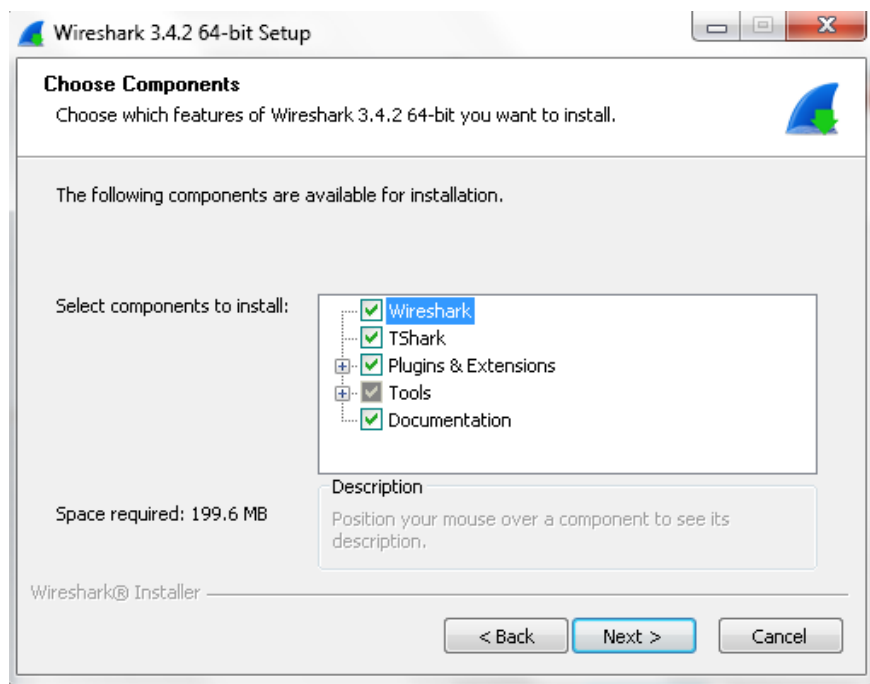 Wireshark 3.4.2 64-bit Setup
Choose Components
Choose which features of Wireshark 3.4.2 64-bit you want to install.
The following components are available for installation.
Select components to install:
Wireshark
TShark
Plugins & Extensions
Tools
Documentation
Space required: 199.6 MB
Description
Position your mouse over a component to see its
description.
Wireshark® Installer
< Back
Next >
Cancel